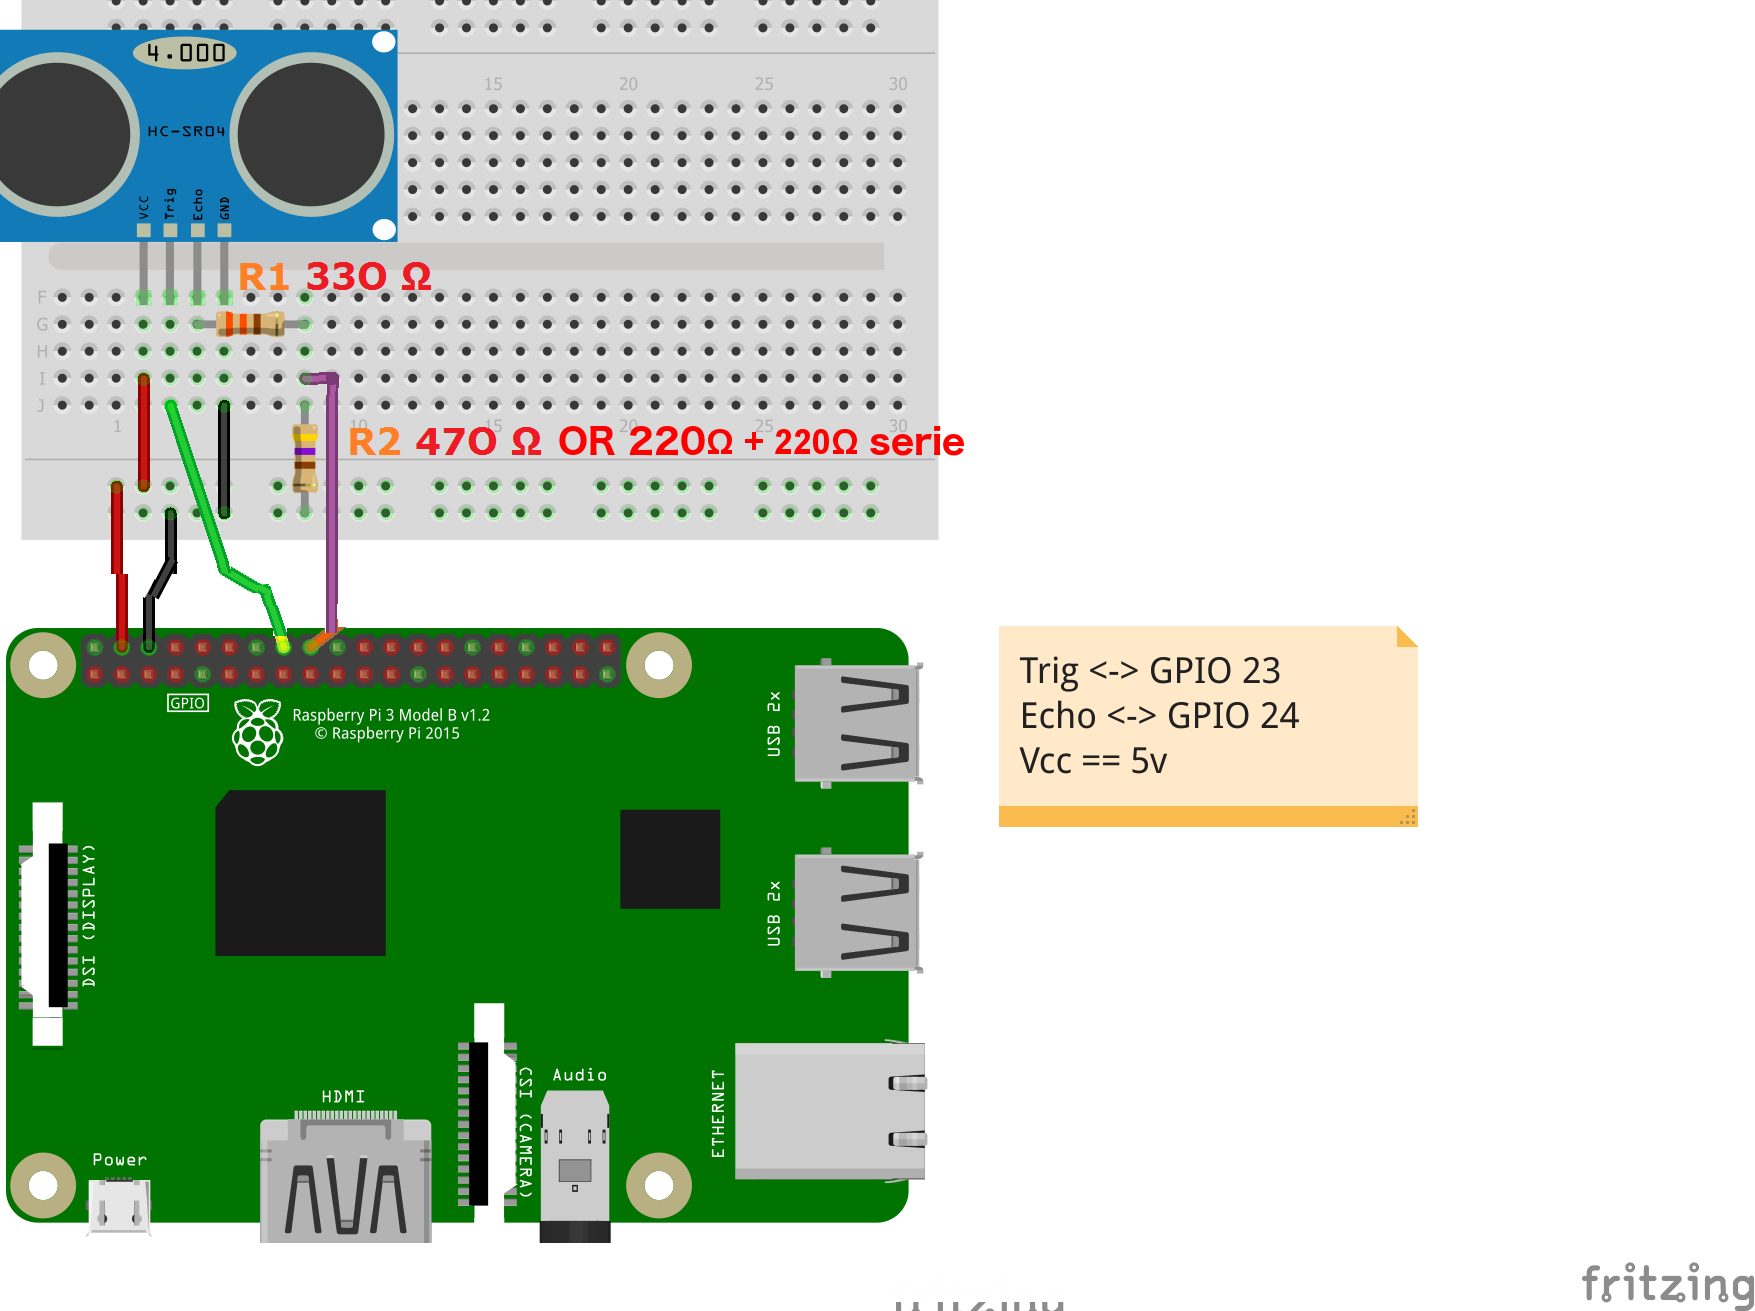 4.000
HC-SR04
VCC
Trig
Echo
GND
15 20 25 30
R1 330 Ω
F
G
H
I
J
1 10 15 20 25 30
R2 470 Ω OR 220Ω + 220Ω serie
GPIO
Raspberry Pi 3 Model B v1.2
© Raspberry Pi 2015
USB 2x
USB 2x
DSI (DISPLAY)
CSI (CAMERA)
Audio
HDMI
Power
ETHERNET
Trig <-> GPIO 23
Echo <-> GPIO 24
Vcc == 5v
fritzing